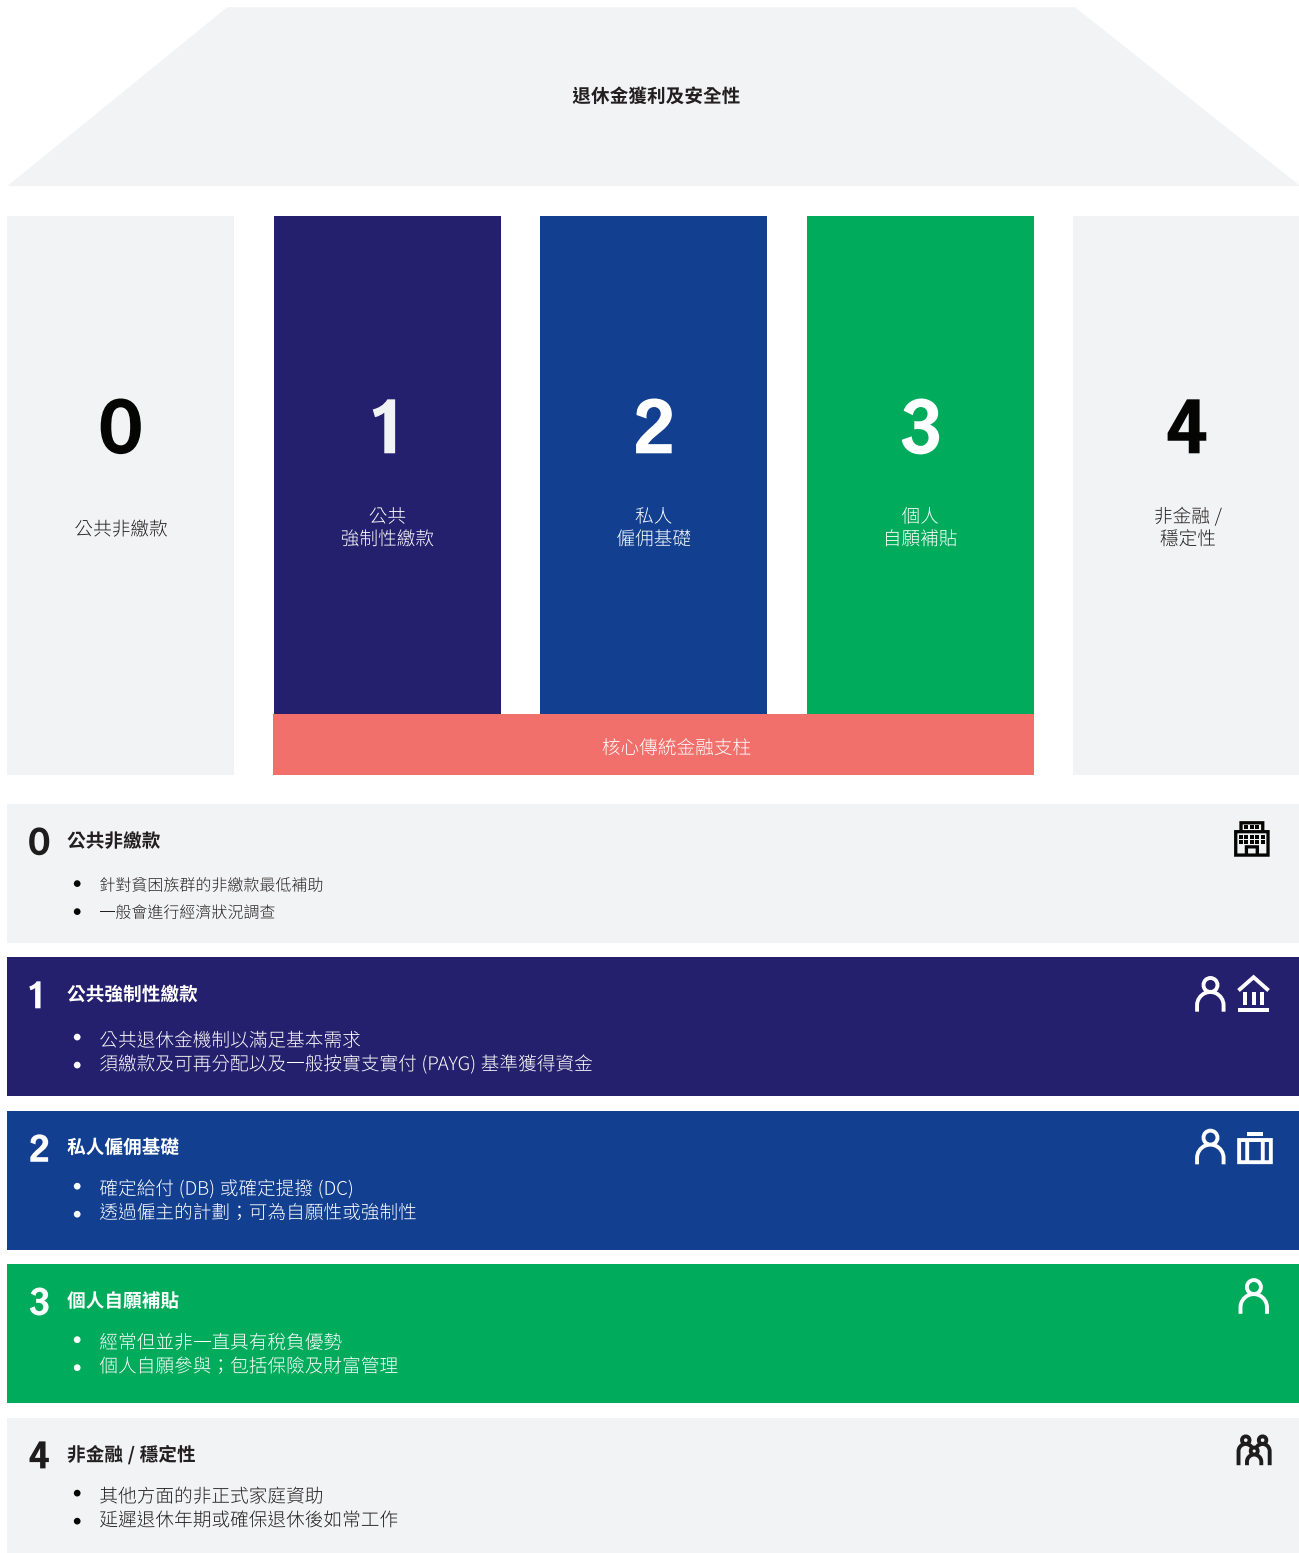 退休金獲利及安全性
0
公共非繳款
1
公共
強制性繳款
2
私人
僱佣基礎
3
個人
自願補貼
4
非金融 /
穩定性
核心傳統金融支柱
0 公共非繳款
• 針對貧困族群的非繳款最低補助
• 一般會進行經濟狀況調查
1 公共強制性繳款
• 公共退休金機制以滿足基本需求
• 須繳款及可再分配以及一般按實支實付 (PAYG) 基準獲得資金
2 私人僱佣基礎
• 確定給付 (DB) 或確定提撥 (DC)
• 透過僱主的計劃；可為自願性或強制性
3 個人自願補貼
• 經常但並非一直具有稅負優勢
• 個人自願參與；包括保險及財富管理
4 非金融 / 穩定性
• 其他方面的非正式家庭資助
• 延遲退休年期或確保退休後如常工作